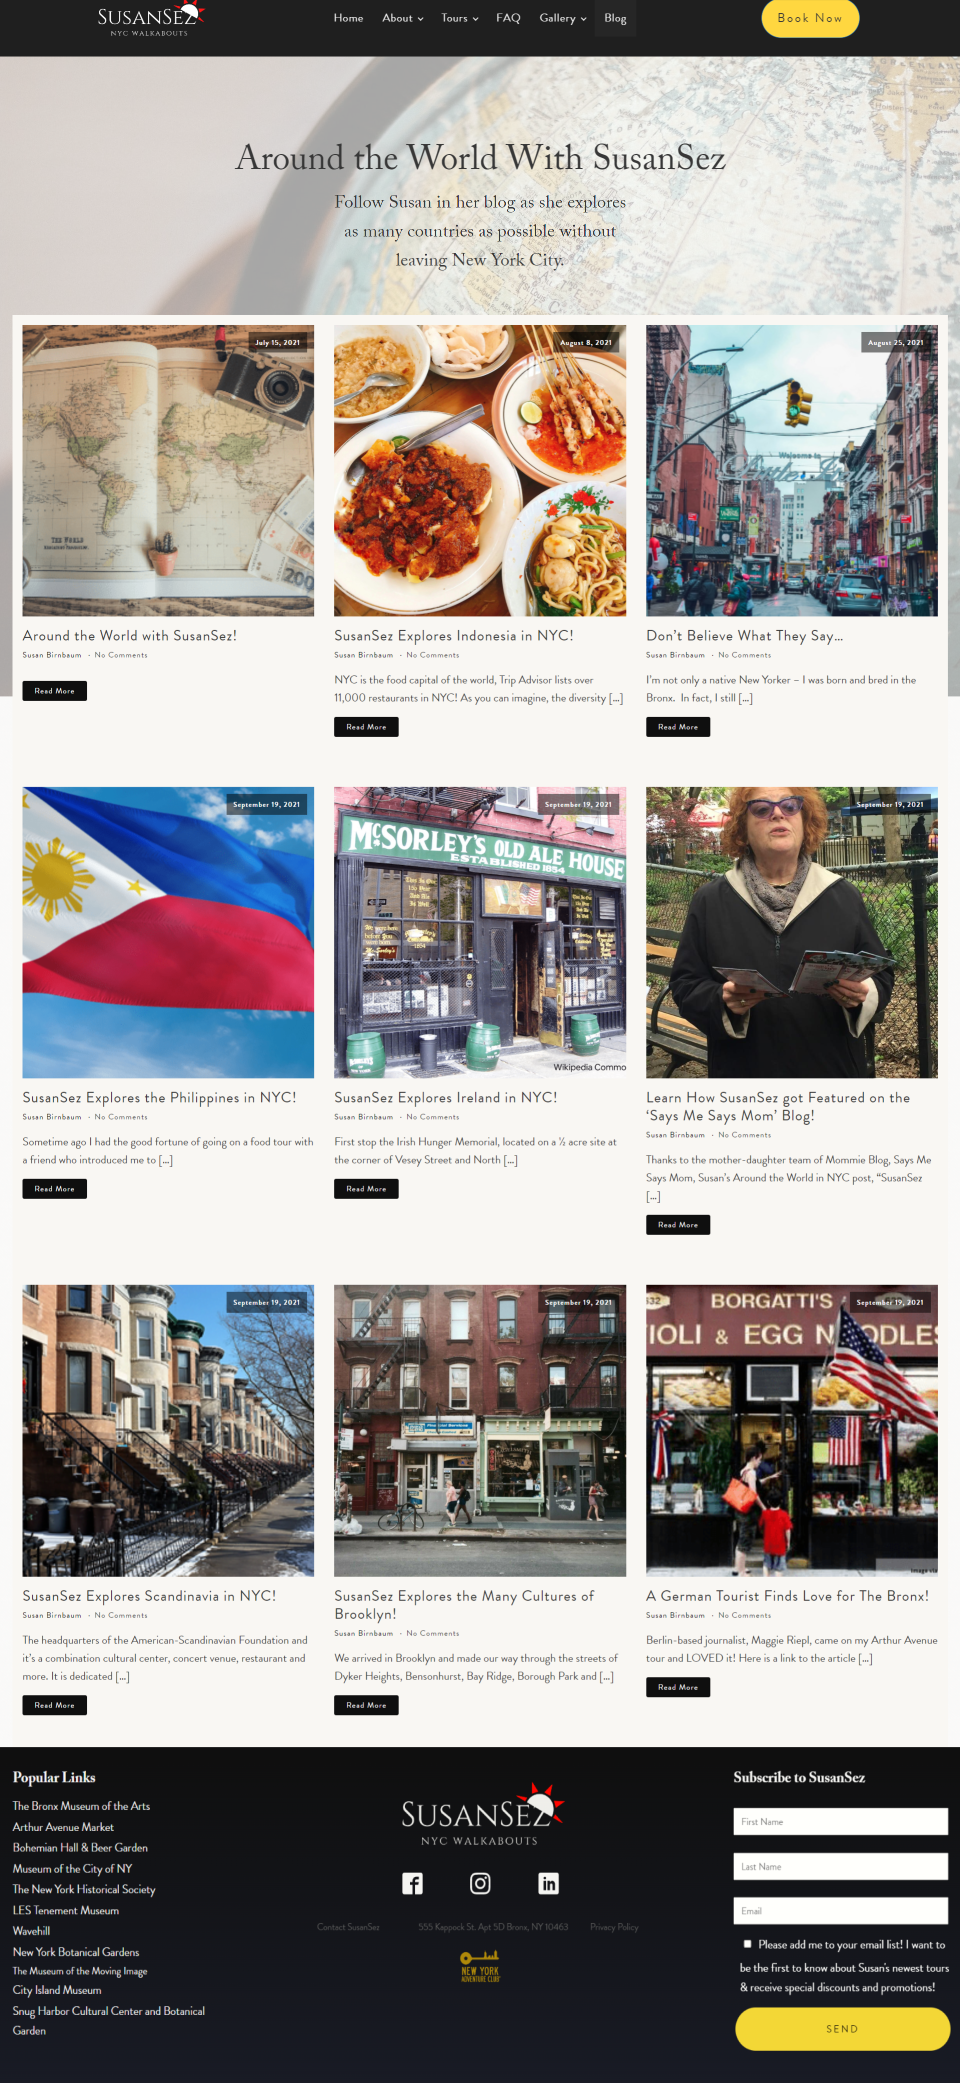 SUSANSEZ
NYC WALKABOUTS
Home About Tours FAQ Gallery Blog
Book Now
Around the World With SusanSez
Follow Susan in her blog as she explores
as many countries as possible without
leaving New York City.
July 15, 2021
THE WORLD
200
Around the World with SusanSez!
Susan Birnbaum · No Comments
Read More
August 8, 2021
SusanSez Explores Indonesia in NYC!
Susan Birnbaum · No Comments
NYC is the food capital of the world, Trip Advisor lists over
11,000 restaurants in NYC! As you can imagine, the diversity [...]
Read More
August 25, 2021
Welcome to
Don't Believe What They Say...
Susan Birnbaum · No Comments
I'm not only a native New Yorker – I was born and bred in the
Bronx. In fact, I still [...]
Read More
September 19, 2021
SusanSez Explores the Philippines in NYC!
Susan Birnbaum · No Comments
Sometime ago I had the good fortune of going on a food tour with
a friend who introduced me to [...]
Read More
September 19, 2021
McSORLEY'S OLD ALE HOUSE
ESTABLISHED 1854
Wikipedia Commo
SusanSez Explores Ireland in NYC!
Susan Birnbaum · No Comments
First stop the Irish Hunger Memorial, located on a ½ acre site at
the corner of Vesey Street and North [...]
Read More
September 19, 2021
Learn How SusanSez got Featured on the
'Says Me Says Mom' Blog!
Susan Birnbaum · No Comments
Thanks to the mother-daughter team of Mommie Blog, Says Me
Says Mom, Susan's Around the World in NYC post, "SusanSez
[...]
Read More
September 19, 2021
SusanSez Explores Scandinavia in NYC!
Susan Birnbaum · No Comments
The headquarters of the American-Scandinavian Foundation and
it's a combination cultural center, concert venue, restaurant and
more. It is dedicated [...]
Read More
September 19, 2021
SusanSez Explores the Many Cultures of
Brooklyn!
Susan Birnbaum · No Comments
We arrived in Brooklyn and made our way through the streets of
Dyker Heights, Bensonhurst, Bay Ridge, Borough Park and [...]
Read More
September 19, 2021
332 BORGATTI'S
IOLI & EGG NOODLES
image via
A German Tourist Finds Love for The Bronx!
Susan Birnbaum · No Comments
Berlin-based journalist, Maggie Riepl, came on my Arthur Avenue
tour and LOVED it! Here is a link to the article [...]
Read More
Popular Links
The Bronx Museum of the Arts
Arthur Avenue Market
Bohemian Hall & Beer Garden
Museum of the City of NY
The New York Historical Society
LES Tenement Museum
Wavehill
New York Botanical Gardens
The Museum of the Moving Image
City Island Museum
Snug Harbor Cultural Center and Botanical
Garden
SUSANSEZ
NYC WALKABOUTS
Contact SusanSez 555 Kappock St. Apt 5D Bronx, NY 10463 Privacy Policy
NEW YORK
ADVENTURE CLUB
Subscribe to SusanSez
First Name
Last Name
Email
Please add me to your email list! I want to
be the first to know about Susan's newest tours
& receive special discounts and promotions!
SEND